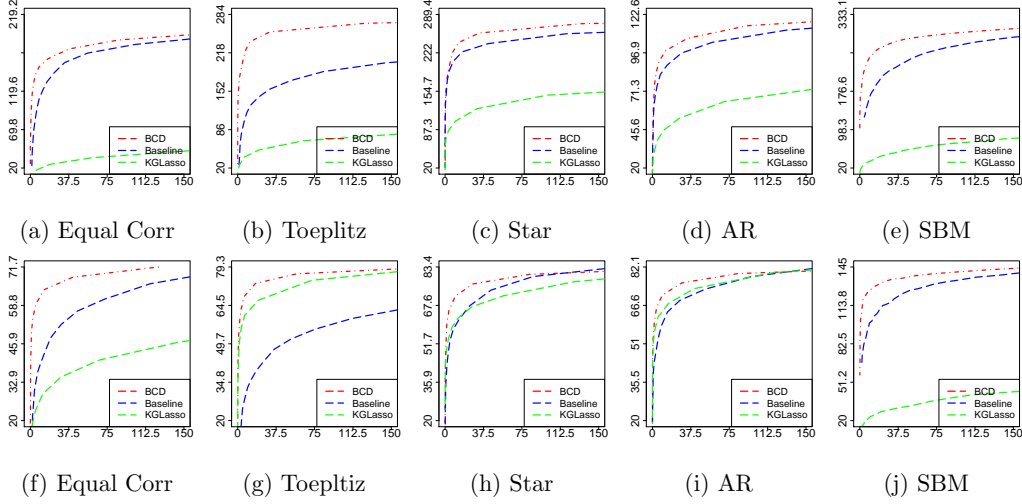 219.2
119.6
69.8
20
0 37.5 75 112.5 150
BCD
Baseline
KGLasso
(a) Equal Corr
284
218
152
86
20
0 37.5 75 112.5 150
BCD
Baseline
KGLasso
(b) Toeplitz
289.4
222
154.7
87.3
20
0 37.5 75 112.5 150
BCD
Baseline
KGLasso
(c) Star
122.6
96.9
71.3
45.6
20
0 37.5 75 112.5 150
BCD
Baseline
KGLasso
(d) AR
333.1
176.6
98.3
20
0 37.5 75 112.5 150
BCD
Baseline
KGLasso
(e) SBM
71.7
58.8
45.9
32.9
20
0 37.5 75 112.5 150
BCD
Baseline
KGLasso
(f) Equal Corr
79.3
64.5
49.7
34.8
20
0 37.5 75 112.5 150
BCD
Baseline
KGLasso
(g) Toepltiz
83.4
67.6
51.7
35.9
20
0 37.5 75 112.5 150
BCD
Baseline
KGLasso
(h) Star
82.1
66.6
51
35.5
20
0 37.5 75 112.5 150
BCD
Baseline
KGLasso
(i) AR
145
113.8
82.5
51.2
20
0 37.5 75 112.5 150
BCD
Baseline
KGLasso
(j) SBM